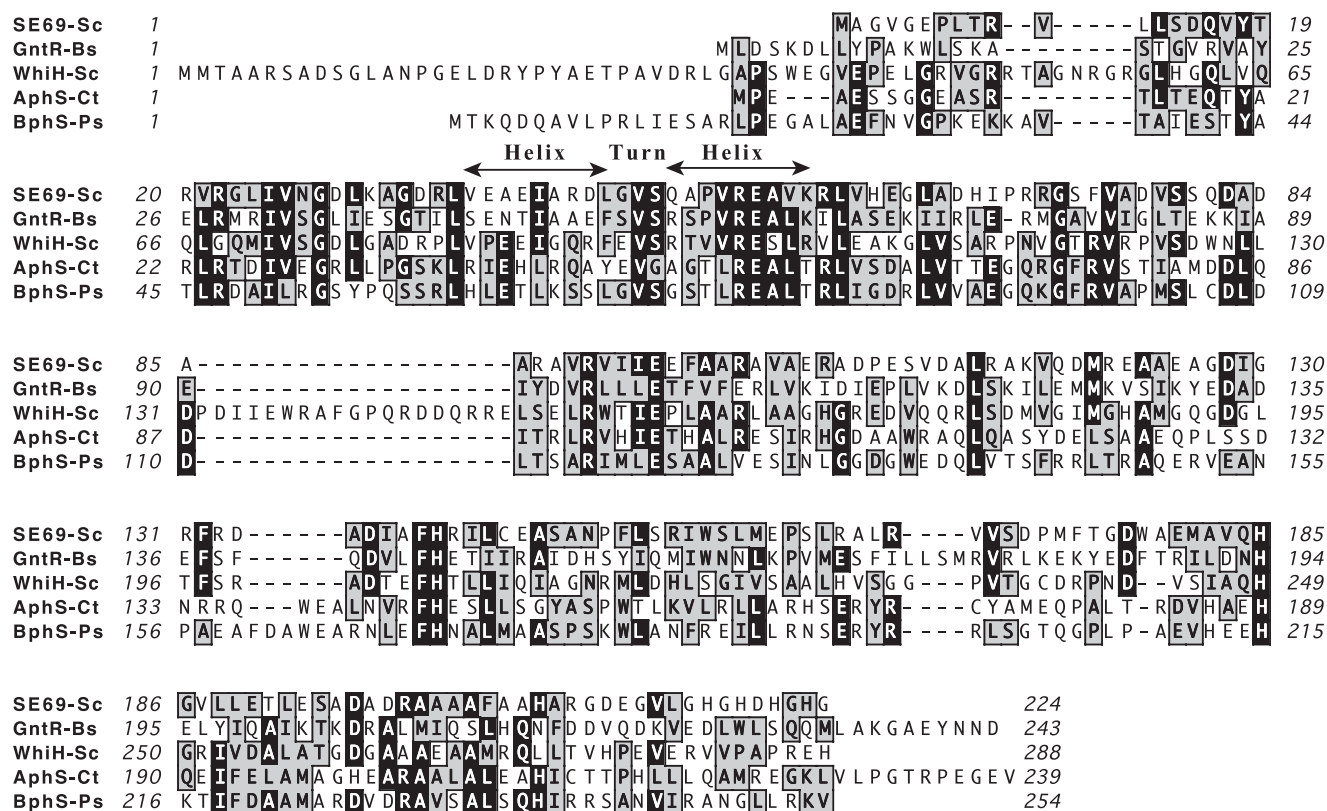 SE69-Sc 1 MAGVGEPLTR--V-----LLSDQVYT 19
GntR-Bs 1 MLDSKDLLYPAKWLSKA--------STGVRVAY 25
WhiH-Sc 1 MMTAARSADSGLANPGELDRYPYAETPAVDRLGAPSWEGVEPELGRVGRRTAGNRGRGLHGQLVQ 65
AphS-Ct 1 MPE---AESSGGEASR--------TLTEQTYA 21
BphS-Ps 1 MTKQDQAVLPRLIESARLPEGALAEFNVGPKEKKAV-----TAIESTYA 44
Helix Turn Helix
SE69-Sc 20 RVRGLIVNGDLKAGDRLVEAEIARDLGVSQAPVREAVKRLVHEGLADHIPRRGSFVADVSSQDAD 84
GntR-Bs 26 ELRMRIVSGLIESGTILSENTIAAEFSVSRSPVREALKILASEKIIRLE-RMGAVVIGLTEKKIA 89
WhiH-Sc 66 QLGQMIVSGDLGADRPLVPEEIGQRFEVSRTVVRESLRVLEAKGLVSARPNVGTRVRPVSDWNLL 130
AphS-Ct 22 RLRTDIVEGRLLPGSKLRIEHLRQAYEVGAGTLREALTRLVSDALVTTEGQRGFRVSTIAMDDLQ 86
BphS-Ps 45 TLRDAILRGSYPQSSRLHLETLKSSLGVSGSTLREALTRLIGDRLVVAEGQKGFRVAPMSLCDLD 109
SE69-Sc 85 A-------------------ARAVRVIIEEFAARAVAERADPESVDALRAKVQDMREAAEAGDIG 130
GntR-Bs 90 E-------------------IYDVRLLLETFVFERLVKIDIEPLVKDLSKILEMMKVSIKYEDAD 135
WhiH-Sc 131 DPDIIEWRAFGPQRDDQRRELSELRWTIEPLAARLAAGHGREDVQQRLSDMVGIMGHAMGQGDGL 195
AphS-Ct 87 D-------------------ITRLRVHIETHALRESIRHGDAAWRAQLQASYDELSAAEQPLSSD 132
BphS-Ps 110 D-------------------LTSARIMLESAALVESINLGGDGWEDQLVTSFRRLTRAQERVEAN 155
SE69-Sc 131 RFRD------ADIAFHRILCEASANPFLSRIWSLMEPSLRALR----VVSDPMFTGDWAEMAVQH 185
GntR-Bs 136 EFSF------QDVLFHETIIRAIDHSYIQMIWNNLKPVMESFILLSMRVRLKEKYEDFTRILDNH 194
WhiH-Sc 196 TFSR------ADTEFHTLLIQIAGNRMLDHLSGIVSAALHVSGG----PVTGCDRPND-VSIAQH 249
AphS-Ct 133 NRRQ---WEALNVRFHESLLSGYASPWTLKVLRLLARHSERYR----CYAMEQPALT-RDVHAEH 189
BphS-Ps 156 PAEAFDAWEARNLEFHNALMAASPSKWLANFREILLRNSERYR----RLSGTQGPLP-AEVHEEH 215
SE69-Sc 186 GVLLETLESADADRAAAAFAAHARGDEGVLGHGHDHGHG 224
GntR-Bs 195 ELYIQAIKTKDRALMIQSLHQNFDDVQDKVEDLWLSQQMLAKGAEYNND 243
WhiH-Sc 250 GRIVDALATGDGAAAEAAMRQLLTVHPEVERVVPAPREH 288
AphS-Ct 190 QEIFELAMAGHEARAALALEAHICTTPHLLLQAMREGKLVLPGTRPEGEV 239
BphS-Ps 216 KTIFDAAMARDVDRAVSALSQHIRRSANVIRANGLLRKV 254